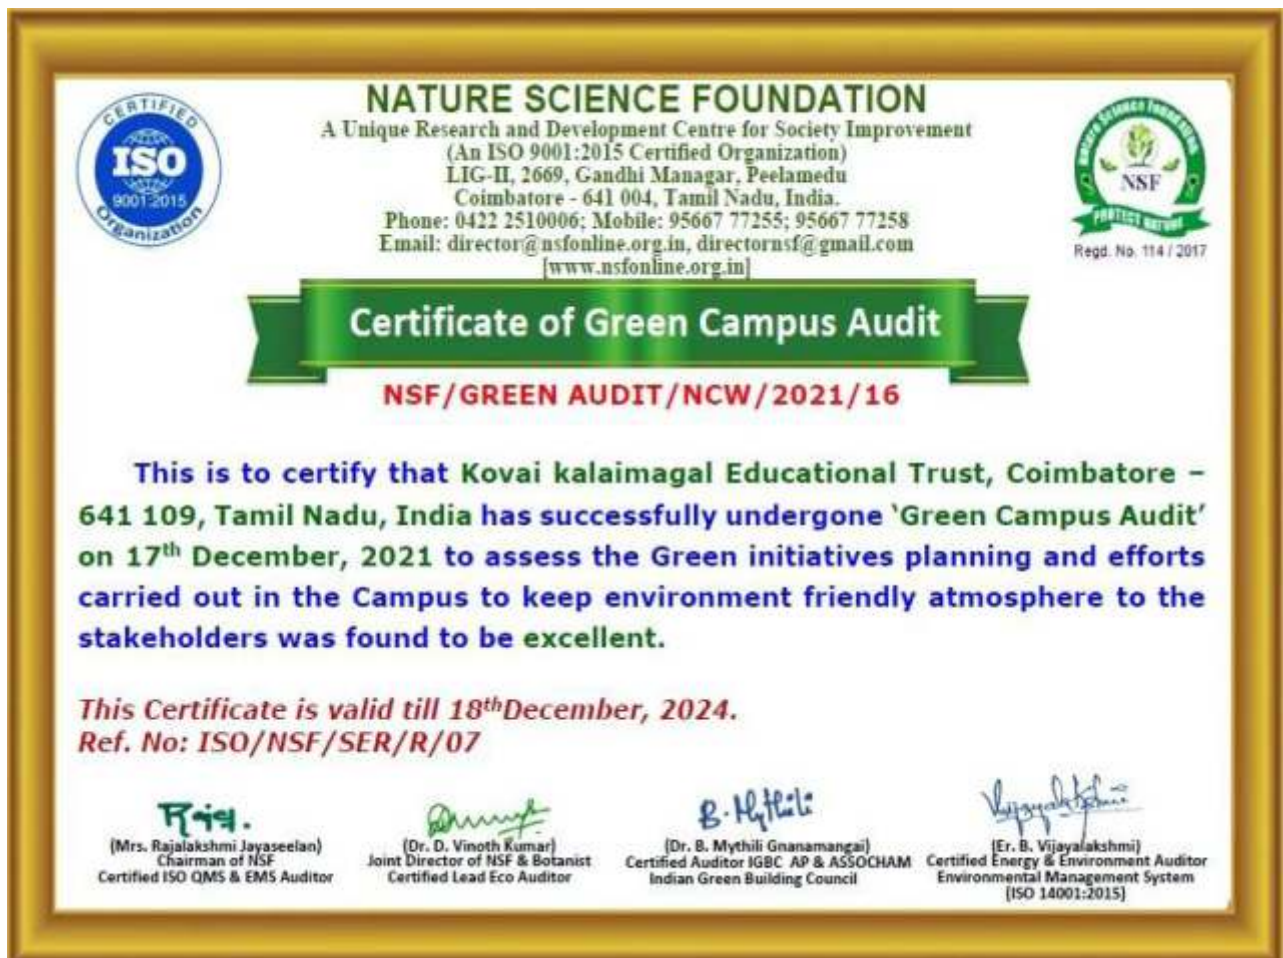 CERTIFIED
ISO
9001:2015
Organization
NATURE SCIENCE FOUNDATION
A Unique Research and Development Centre for Society Improvement
(An ISO 9001:2015 Certified Organization)
LIG-II, 2669, Gandhi Managar, Peelamedu
Coimbatore - 641 004, Tamil Nadu, India.
Phone: 0422 2510006; Mobile: 95667 77255; 95667 77258
Email: director@nsfonline.org.in, directornsf@gmail.com
[www.nsfonline.org.in]
Nature Science Foundation
NSF
PROTECT NATURE
Regd. No. 114 / 2017
Certificate of Green Campus Audit
NSF/GREEN AUDIT/NCW/2021/16
This is to certify that Kovai kalaimagal Educational Trust, Coimbatore –
641 109, Tamil Nadu, India has successfully undergone ‘Green Campus Audit’
on 17th December, 2021 to assess the Green initiatives planning and efforts
carried out in the Campus to keep environment friendly atmosphere to the
stakeholders was found to be excellent.
This Certificate is valid till 18thDecember, 2024.
Ref. No: ISO/NSF/SER/R/07
B. Mythili
Vijayalakshmi
(Mrs. Rajalakshmi Jayaseelan)
Chairman of NSF
Certified ISO QMS & EMS Auditor
(Dr. D. Vinoth Kumar)
Joint Director of NSF & Botanist
Certified Lead Eco Auditor
(Dr. B. Mythili Gnanamangai)
Certified Auditor IGBC AP & ASSOCHAM
Indian Green Building Council
(Er. B. Vijayalakshmi)
Certified Energy & Environment Auditor
Environmental Management System
(ISO 14001:2015)